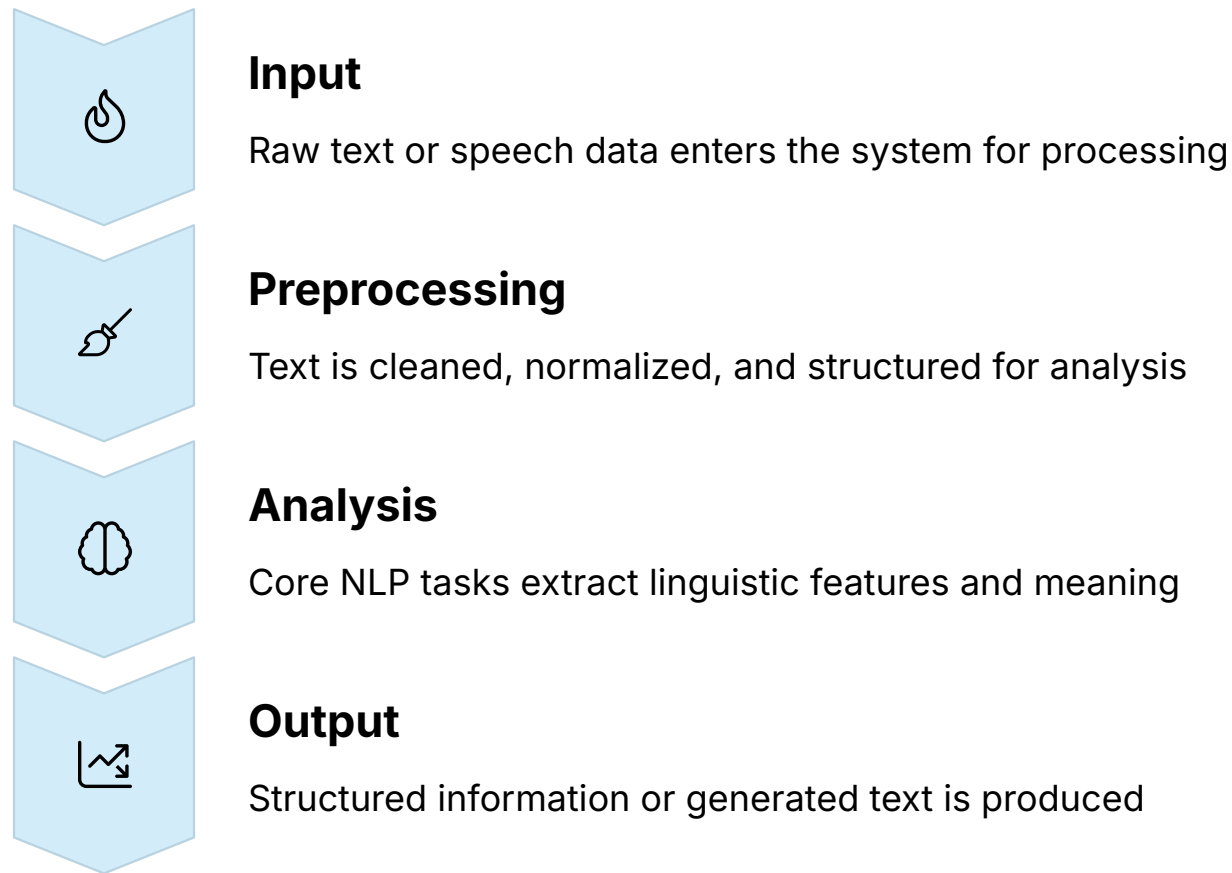 Input
Raw text or speech data enters the system for processing
Preprocessing
Text is cleaned, normalized, and structured for analysis
Analysis
Core NLP tasks extract linguistic features and meaning
Output
Structured information or generated text is produced